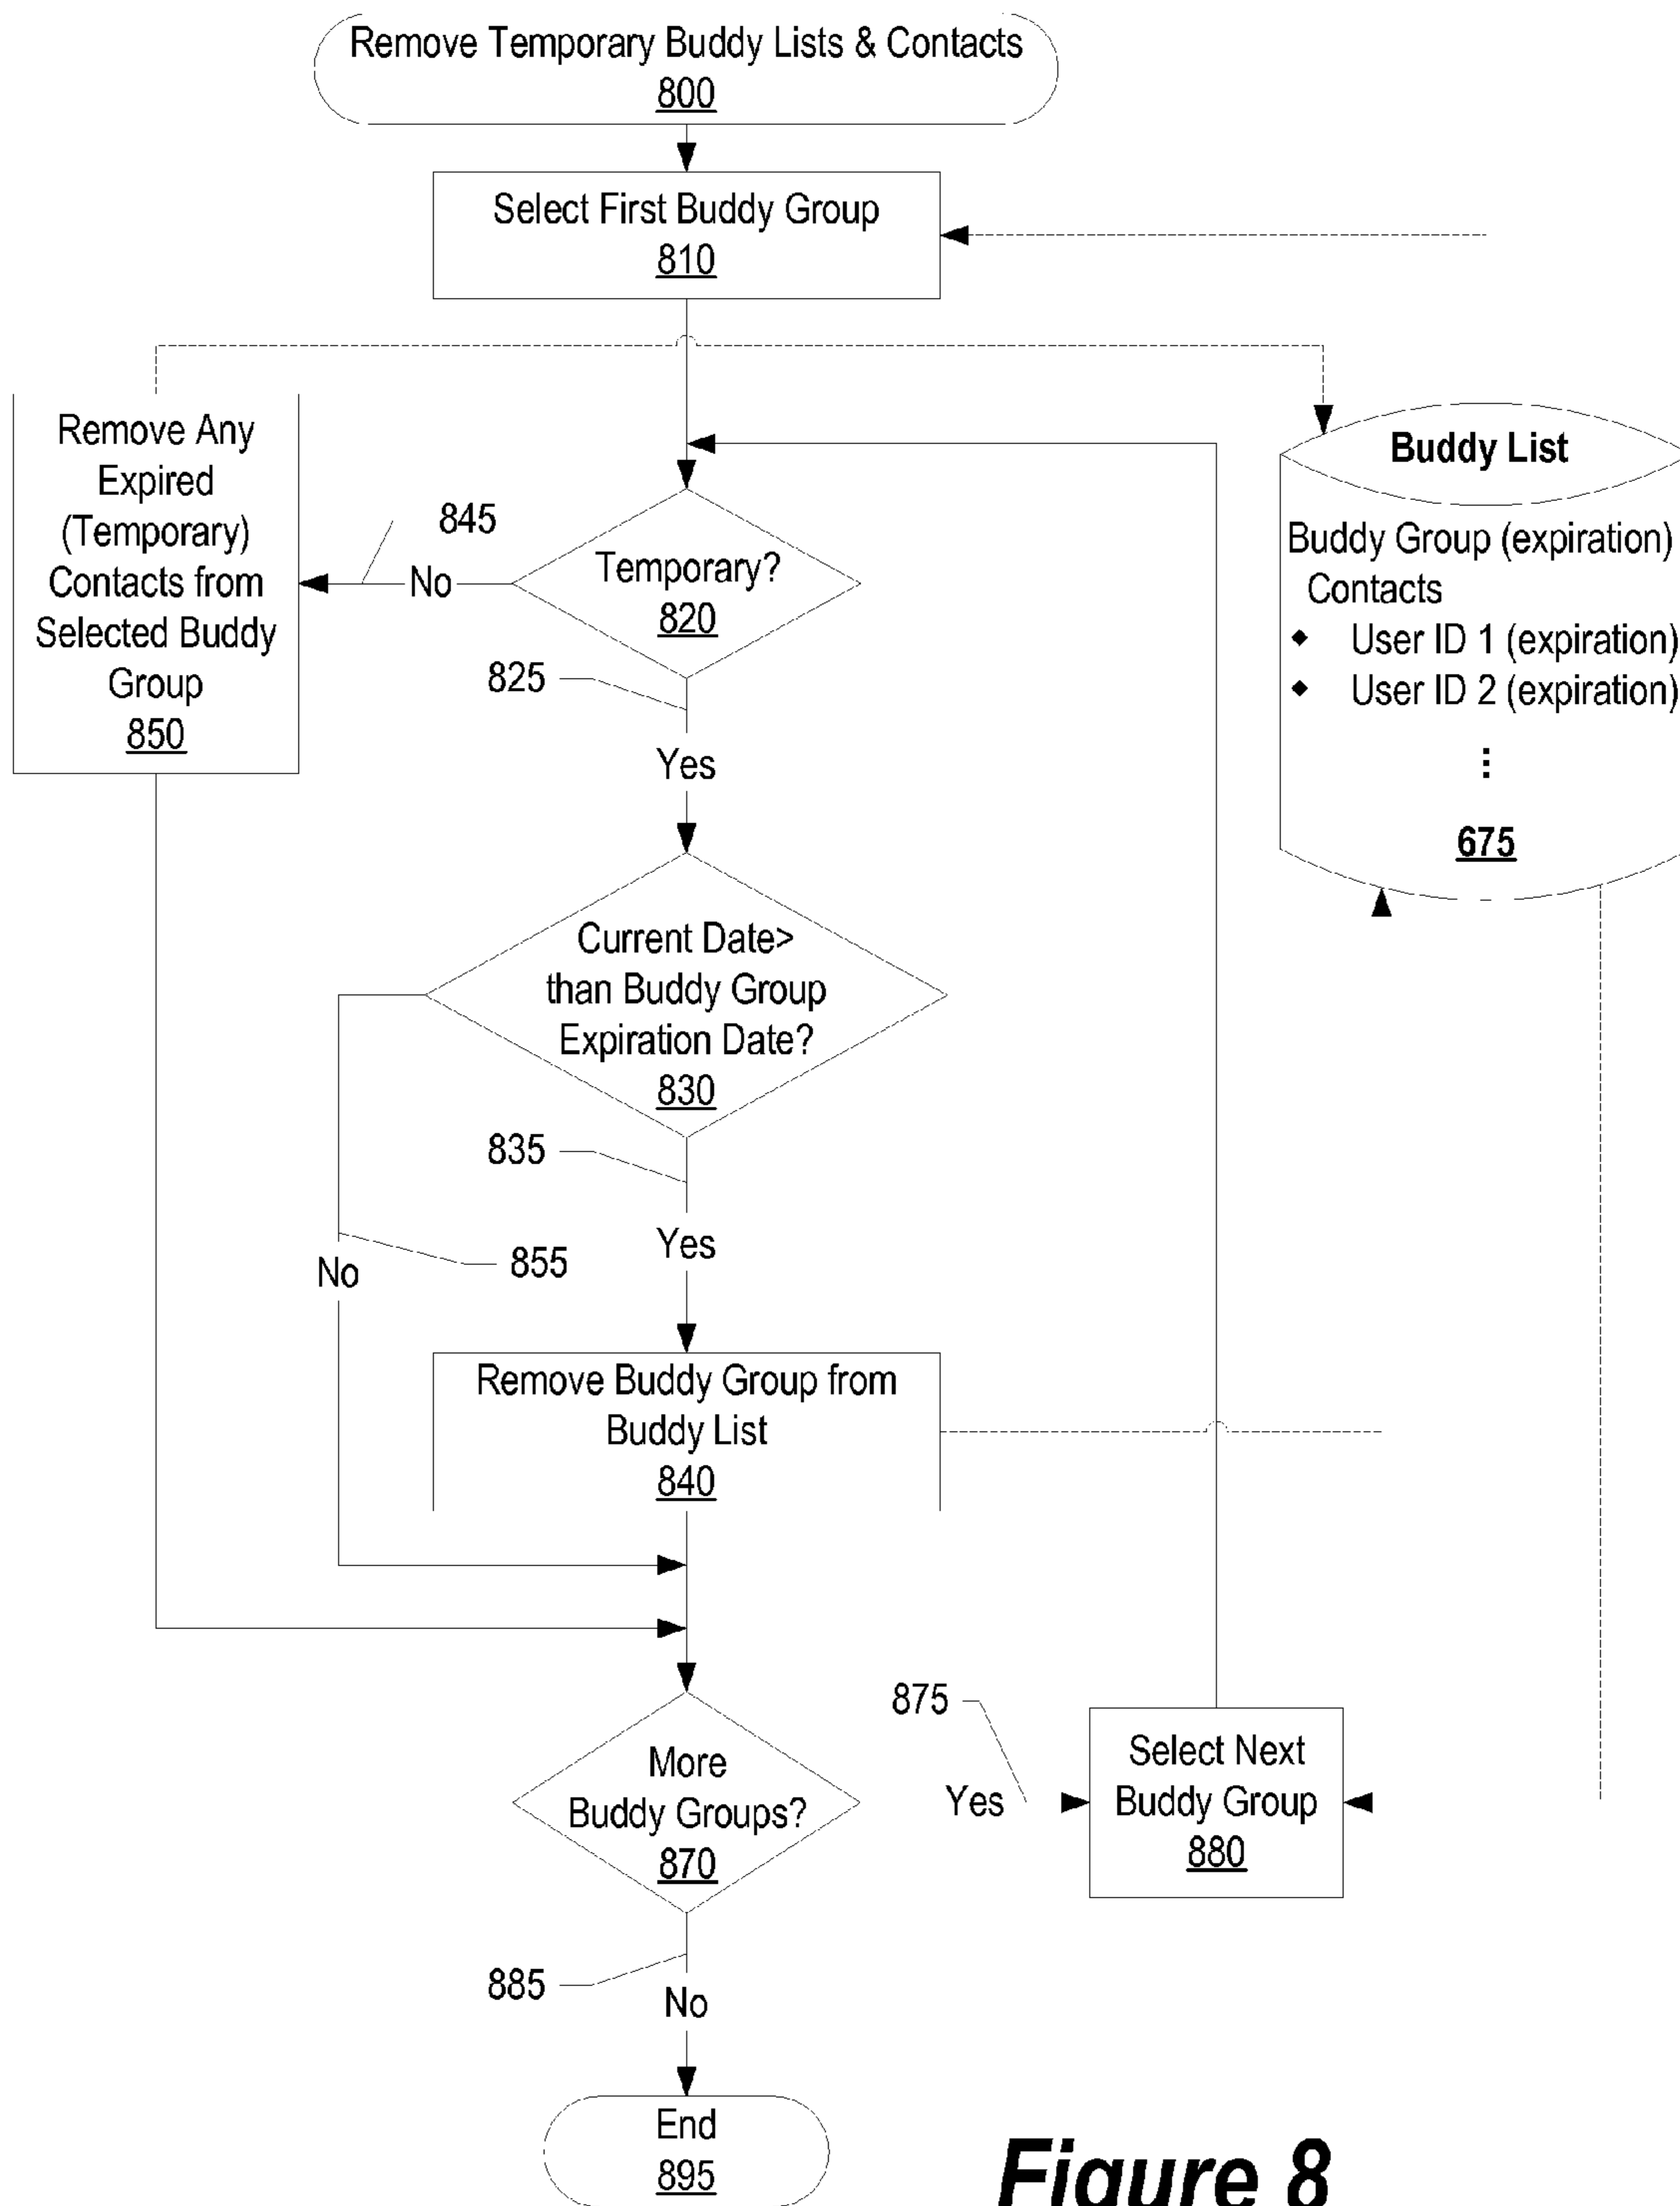 Remove Temporary Buddy Lists & Contacts
800
Select First Buddy Group
810
Remove Any
Expired
(Temporary)
Contacts from
Selected Buddy
Group
850
845
No
Temporary?
820
825
Yes
Buddy List
Buddy Group (expiration)
Contacts
◆ User ID 1 (expiration)
◆ User ID 2 (expiration)
⋮
675
Current Date>
than Buddy Group
Expiration Date?
830
835
Yes
855
No
Remove Buddy Group from
Buddy List
840
More
Buddy Groups?
870
875
Yes
Select Next
Buddy Group
880
885
No
End
895
Figure 8